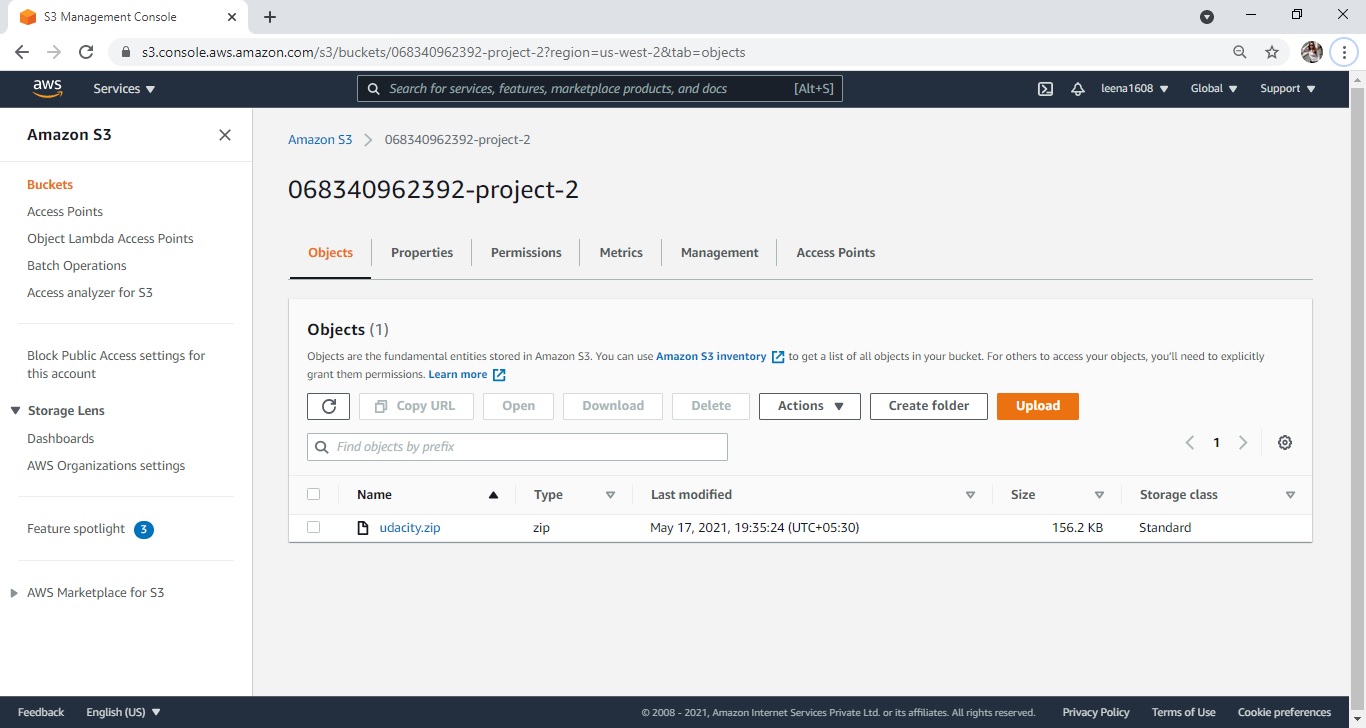 S3 Management Console
s3.console.aws.amazon.com/s3/buckets/068340962392-project-2?region=us-west-2&tab=objects
aws
Services
Search for services, features, marketplace products, and docs [Alt+S]
leena1608
Global
Support
Amazon S3
Buckets
Access Points
Object Lambda Access Points
Batch Operations
Access analyzer for S3
Block Public Access settings for
this account
Storage Lens
Dashboards
AWS Organizations settings
Feature spotlight 3
AWS Marketplace for S3
Amazon S3 068340962392-project-2
068340962392-project-2
Objects Properties Permissions Metrics Management Access Points
Objects (1)
Objects are the fundamental entities stored in Amazon S3. You can use Amazon S3 inventory to get a list of all objects in your bucket. For others to access your objects, you'll need to explicitly
grant them permissions. Learn more
Copy URL Open Download Delete Actions Create folder Upload
Find objects by prefix
1
Name Type Last modified Size Storage class
udacity.zip zip May 17, 2021, 19:35:24 (UTC+05:30) 156.2 KB Standard
Feedback English (US) © 2008 - 2021, Amazon Internet Services Private Ltd. or its affiliates. All rights reserved. Privacy Policy Terms of Use Cookie preferences